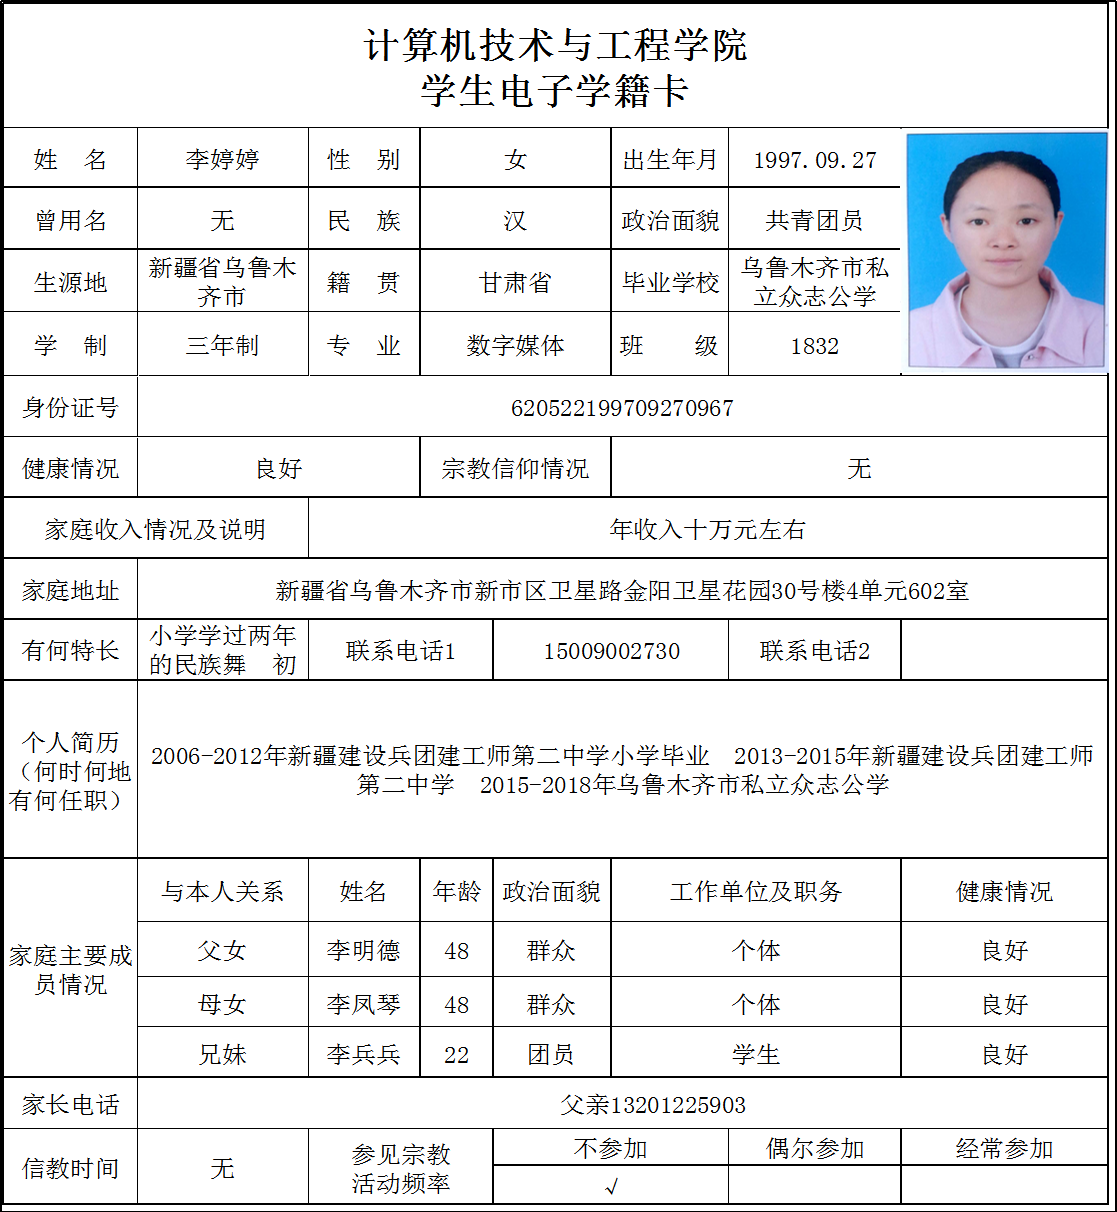 计算机技术与工程学院
学生电子学籍卡
姓 名 李婷婷 性 别 女 出生年月 1997.09.27
曾用名 无 民 族 汉 政治面貌 共青团员
生源地 新疆省乌鲁木齐市 籍 贯 甘肃省 毕业学校 乌鲁木齐市私立众志公学
学 制 三年制 专 业 数字媒体 班 级 1832
身份证号 620522199709270967
健康情况 良好 宗教信仰情况 无
家庭收入情况及说明 年收入十万元左右
家庭地址 新疆省乌鲁木齐市新市区卫星路金阳卫星花园30号楼4单元602室
有何特长 小学学过两年的民族舞 初 联系电话1 15009002730 联系电话2
个人简历
（何时何地
有何任职）
2006-2012年新疆建设兵团建工师第二中学小学毕业 2013-2015年新疆建设兵团建工师
第二中学 2015-2018年乌鲁木齐市私立众志公学
家庭主要成员情况
与本人关系 姓名 年龄 政治面貌 工作单位及职务 健康情况
父女 李明德 48 群众 个体 良好
母女 李凤琴 48 群众 个体 良好
兄妹 李兵兵 22 团员 学生 良好
家长电话 父亲13201225903
信教时间 无 参见宗教活动频率 不参加 偶尔参加 经常参加
√